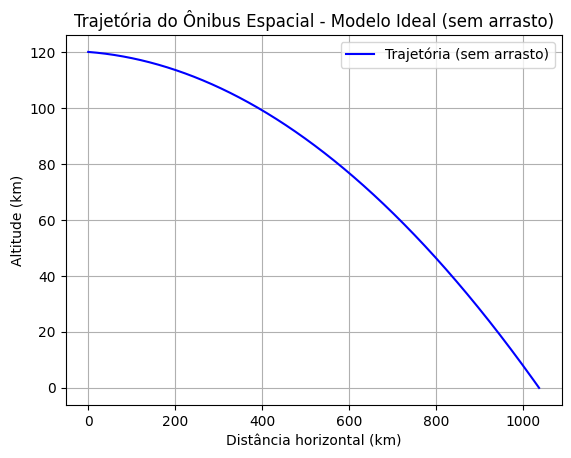 Trajetória do Ônibus Espacial - Modelo Ideal (sem arrasto)
Trajetória (sem arrasto)
Altitude (km)
120
100
80
60
40
20
0
0 200 400 600 800 1000
Distância horizontal (km)